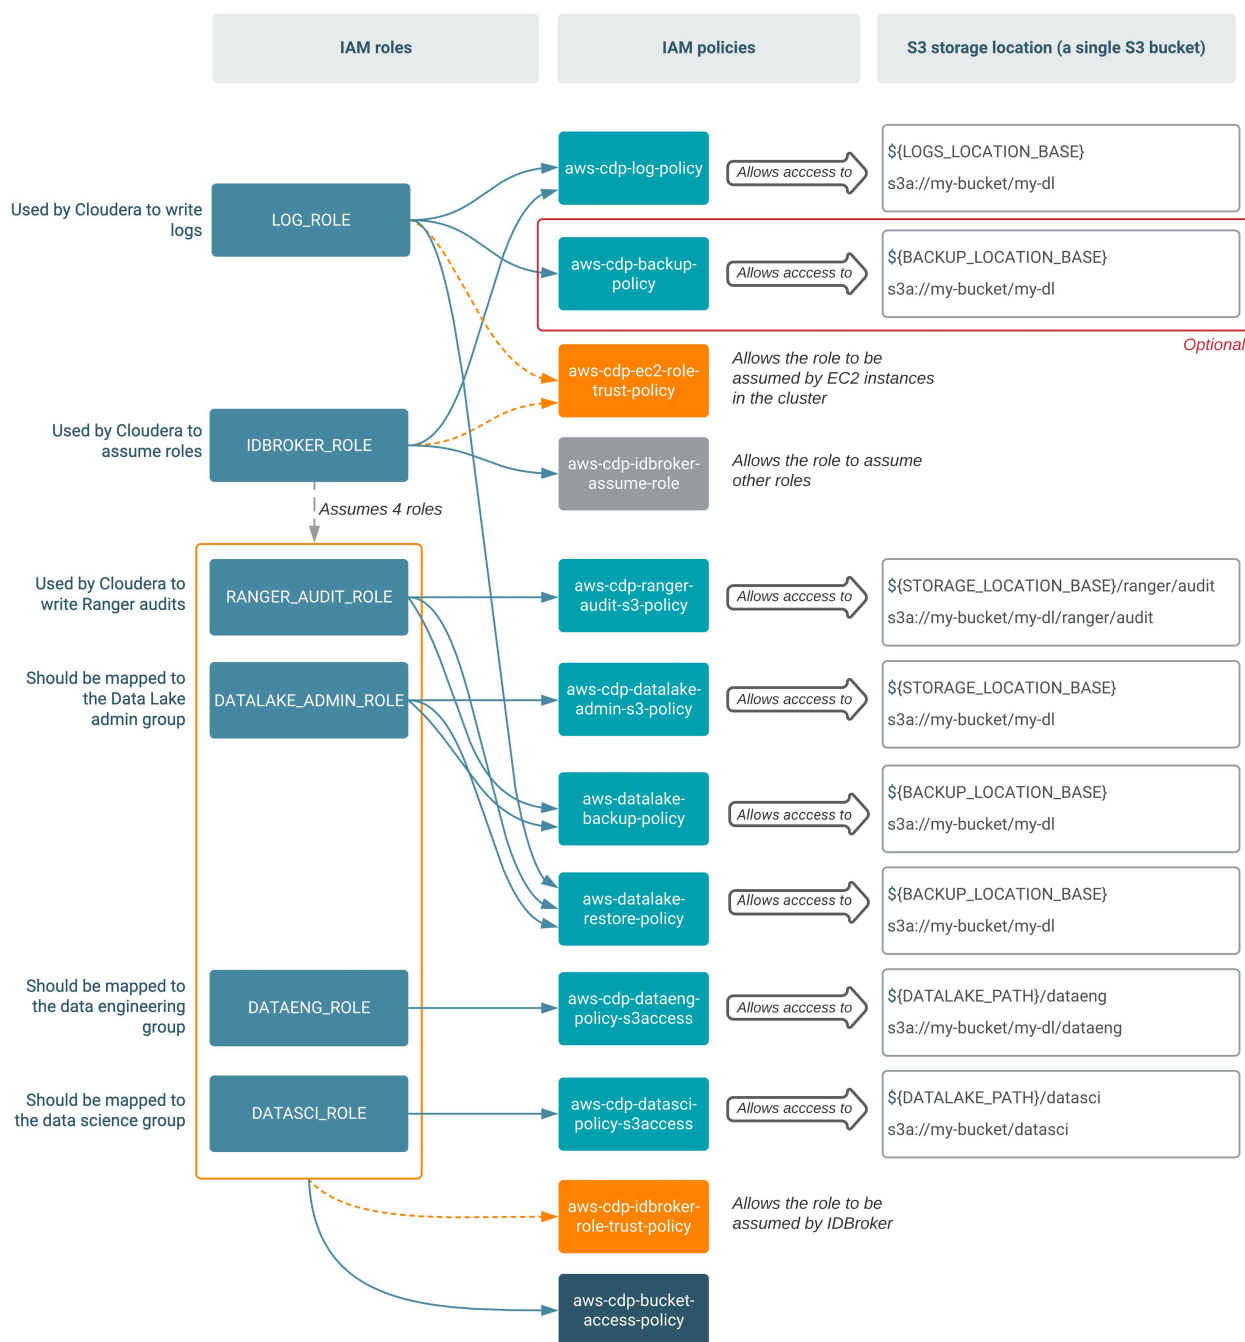 IAM roles
IAM policies
S3 storage location (a single S3 bucket)
Used by Cloudera to write
logs
LOG_ROLE
aws-cdp-log-policy
Allows acccess to
${LOGS_LOCATION_BASE}
s3a://my-bucket/my-dl
aws-cdp-backup-
policy
Allows acccess to
${BACKUP_LOCATION_BASE}
s3a://my-bucket/my-dl
Optional
aws-cdp-ec2-role-
trust-policy
Allows the role to be
assumed by EC2 instances
in the cluster
Used by Cloudera to
assume roles
IDBROKER_ROLE
aws-cdp-idbroker-
assume-role
Allows the role to assume
other roles
Assumes 4 roles
Used by Cloudera to
write Ranger audits
RANGER_AUDIT_ROLE
aws-cdp-ranger-
audit-s3-policy
Allows acccess to
${STORAGE_LOCATION_BASE}/ranger/audit
s3a://my-bucket/my-dl/ranger/audit
Should be mapped to
the Data Lake
admin group
DATALAKE_ADMIN_ROLE
aws-cdp-datalake-
admin-s3-policy
Allows acccess to
${STORAGE_LOCATION_BASE}
s3a://my-bucket/my-dl
aws-datalake-
backup-policy
Allows acccess to
${BACKUP_LOCATION_BASE}
s3a://my-bucket/my-dl
aws-datalake-
restore-policy
Allows acccess to
${BACKUP_LOCATION_BASE}
s3a://my-bucket/my-dl
Should be mapped to
the data engineering
group
DATAENG_ROLE
aws-cdp-dataeng-
policy-s3access
Allows acccess to
${DATALAKE_PATH}/dataeng
s3a://my-bucket/my-dl/dataeng
Should be mapped to
the data science group
DATASCI_ROLE
aws-cdp-datasci-
policy-s3access
Allows acccess to
${DATALAKE_PATH}/datasci
s3a://my-bucket/datasci
aws-cdp-idbroker-
role-trust-policy
Allows the role to be
assumed by IDBroker
aws-cdp-bucket-
access-policy